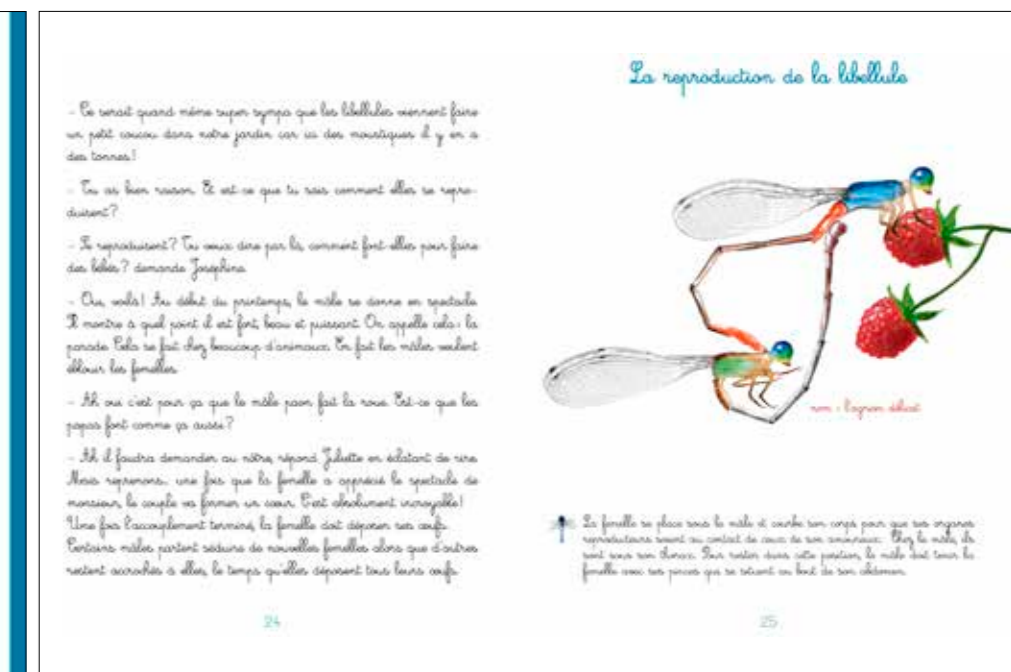 - Ce serait quand même super sympa que les libellules viennent faire
un petit coucou dans notre jardin car ici des moustiques il y en a
des tonnes !
- Tu as bien raison. Et est-ce que tu sais comment elles se repro-
duisent ?
- Se reproduisent ? Tu veux dire par là, comment font-elles pour faire
des bébés ? demande Joséphine.
- Oui, voilà ! Au début du printemps, le mâle se donne en spectacle.
Il montre à quel point il est fort, beau et puissant. On appelle cela : la
parade. Cela se fait chez beaucoup d'animaux. En fait les mâles veulent
éblouir les femelles.
- Ah oui c'est pour ça que le mâle paon fait la roue. Est-ce que les
papas font comme ça aussi ?
- Ah il faudra demander au nôtre, répond Juliette en éclatant de rire.
Mais reprenons... une fois que la femelle a apprécié le spectacle de
monsieur, le couple va former un cœur. C'est absolument incroyable !
Une fois l'accouplement terminé, la femelle doit déposer ses œufs.
Certains mâles partent séduire de nouvelles femelles alors que d'autres
restent accrochés à elles, le temps qu'elles déposent tous leurs œufs.
24
La reproduction de la libellule
nom : l'agrion délicat
La femelle se place sous le mâle et courbe son corps pour que ses organes
reproducteurs soient au contact de ceux de son amoureux. Chez le mâle, ils
sont sous son thorax. Pour rester dans cette position, le mâle doit tenir la
femelle avec ses pinces qui se situent au bout de son abdomen.
25